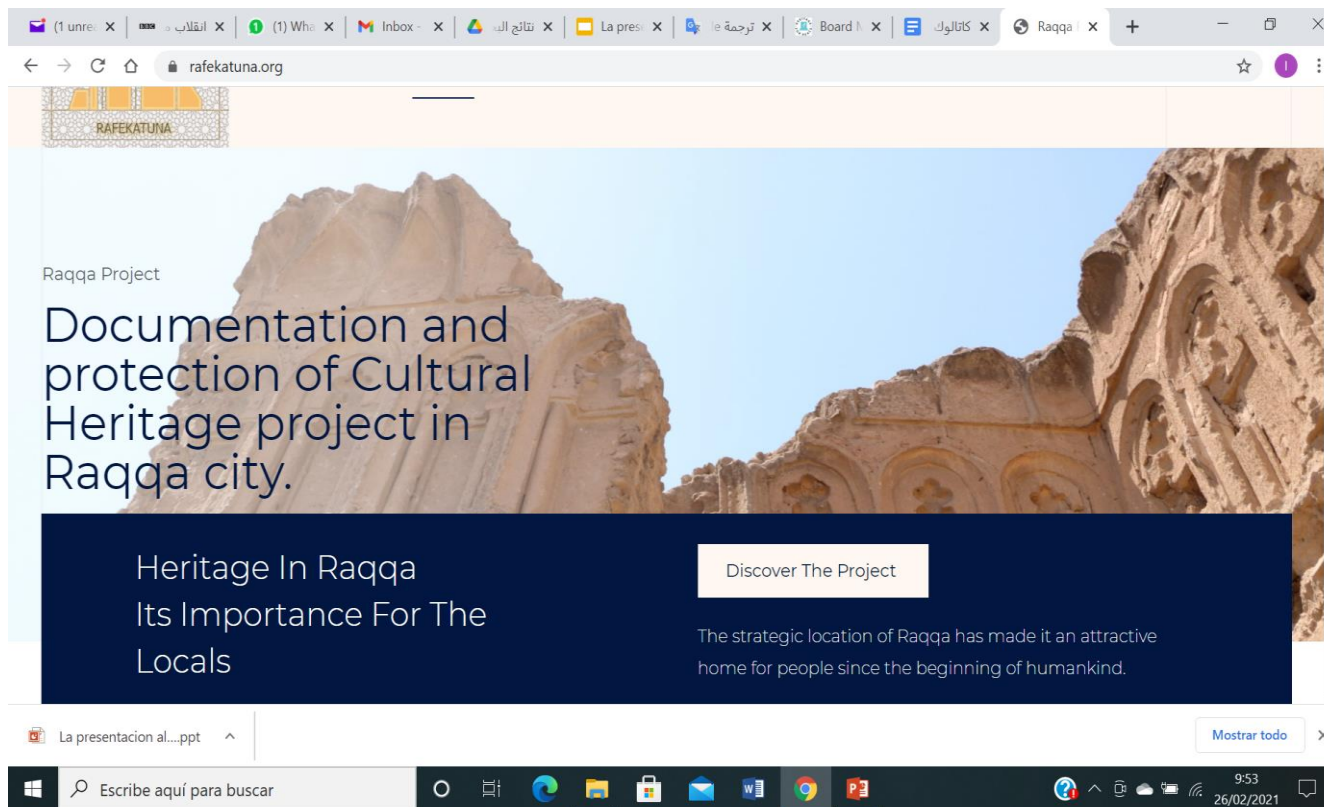 (1 unre
انقلاب
(1) Wha
Inbox -
نتائج
La pres
ترجمة
Board
كاتالوك
Raqqa
rafekatuna.org
RAFEKATUNA
Raqqa Project
Documentation and
protection of Cultural
Heritage project in
Raqqa city.
Heritage In Raqqa
Its Importance For The
Locals
Discover The Project
The strategic location of Raqqa has made it an attractive
home for people since the beginning of humankind.
La presentacion al....ppt
Mostrar todo
Escribe aquí para buscar
9:53
26/02/2021